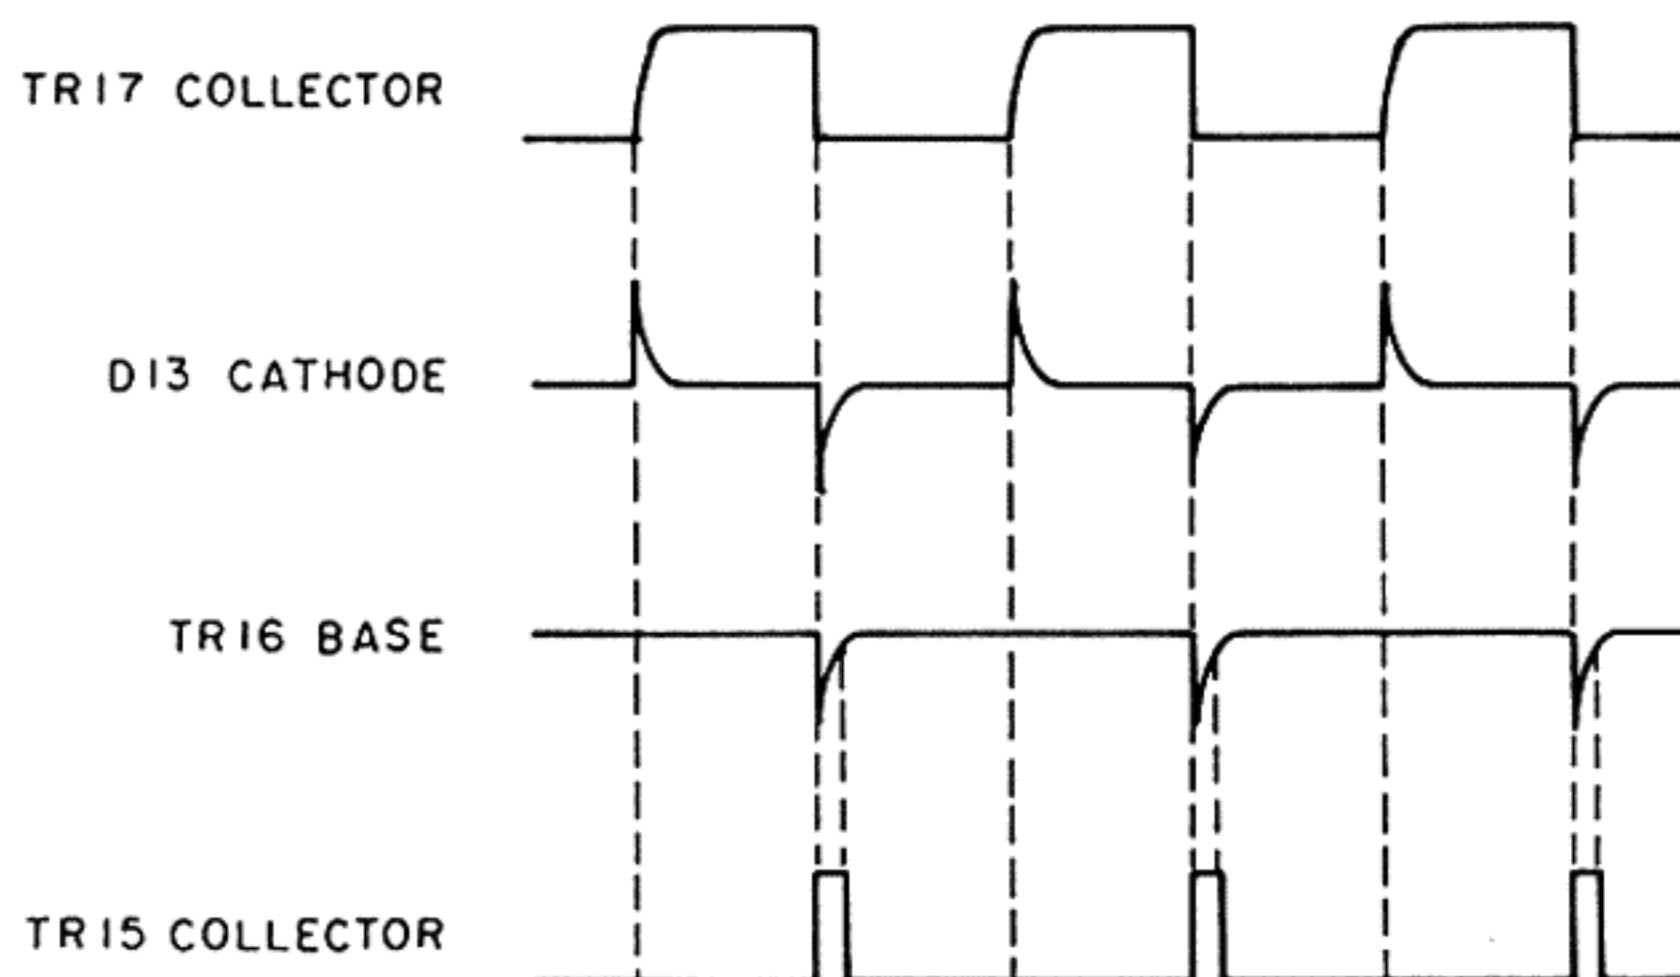 TR17 COLLECTOR
D13 CATHODE
TR16 BASE
TR15 COLLECTOR